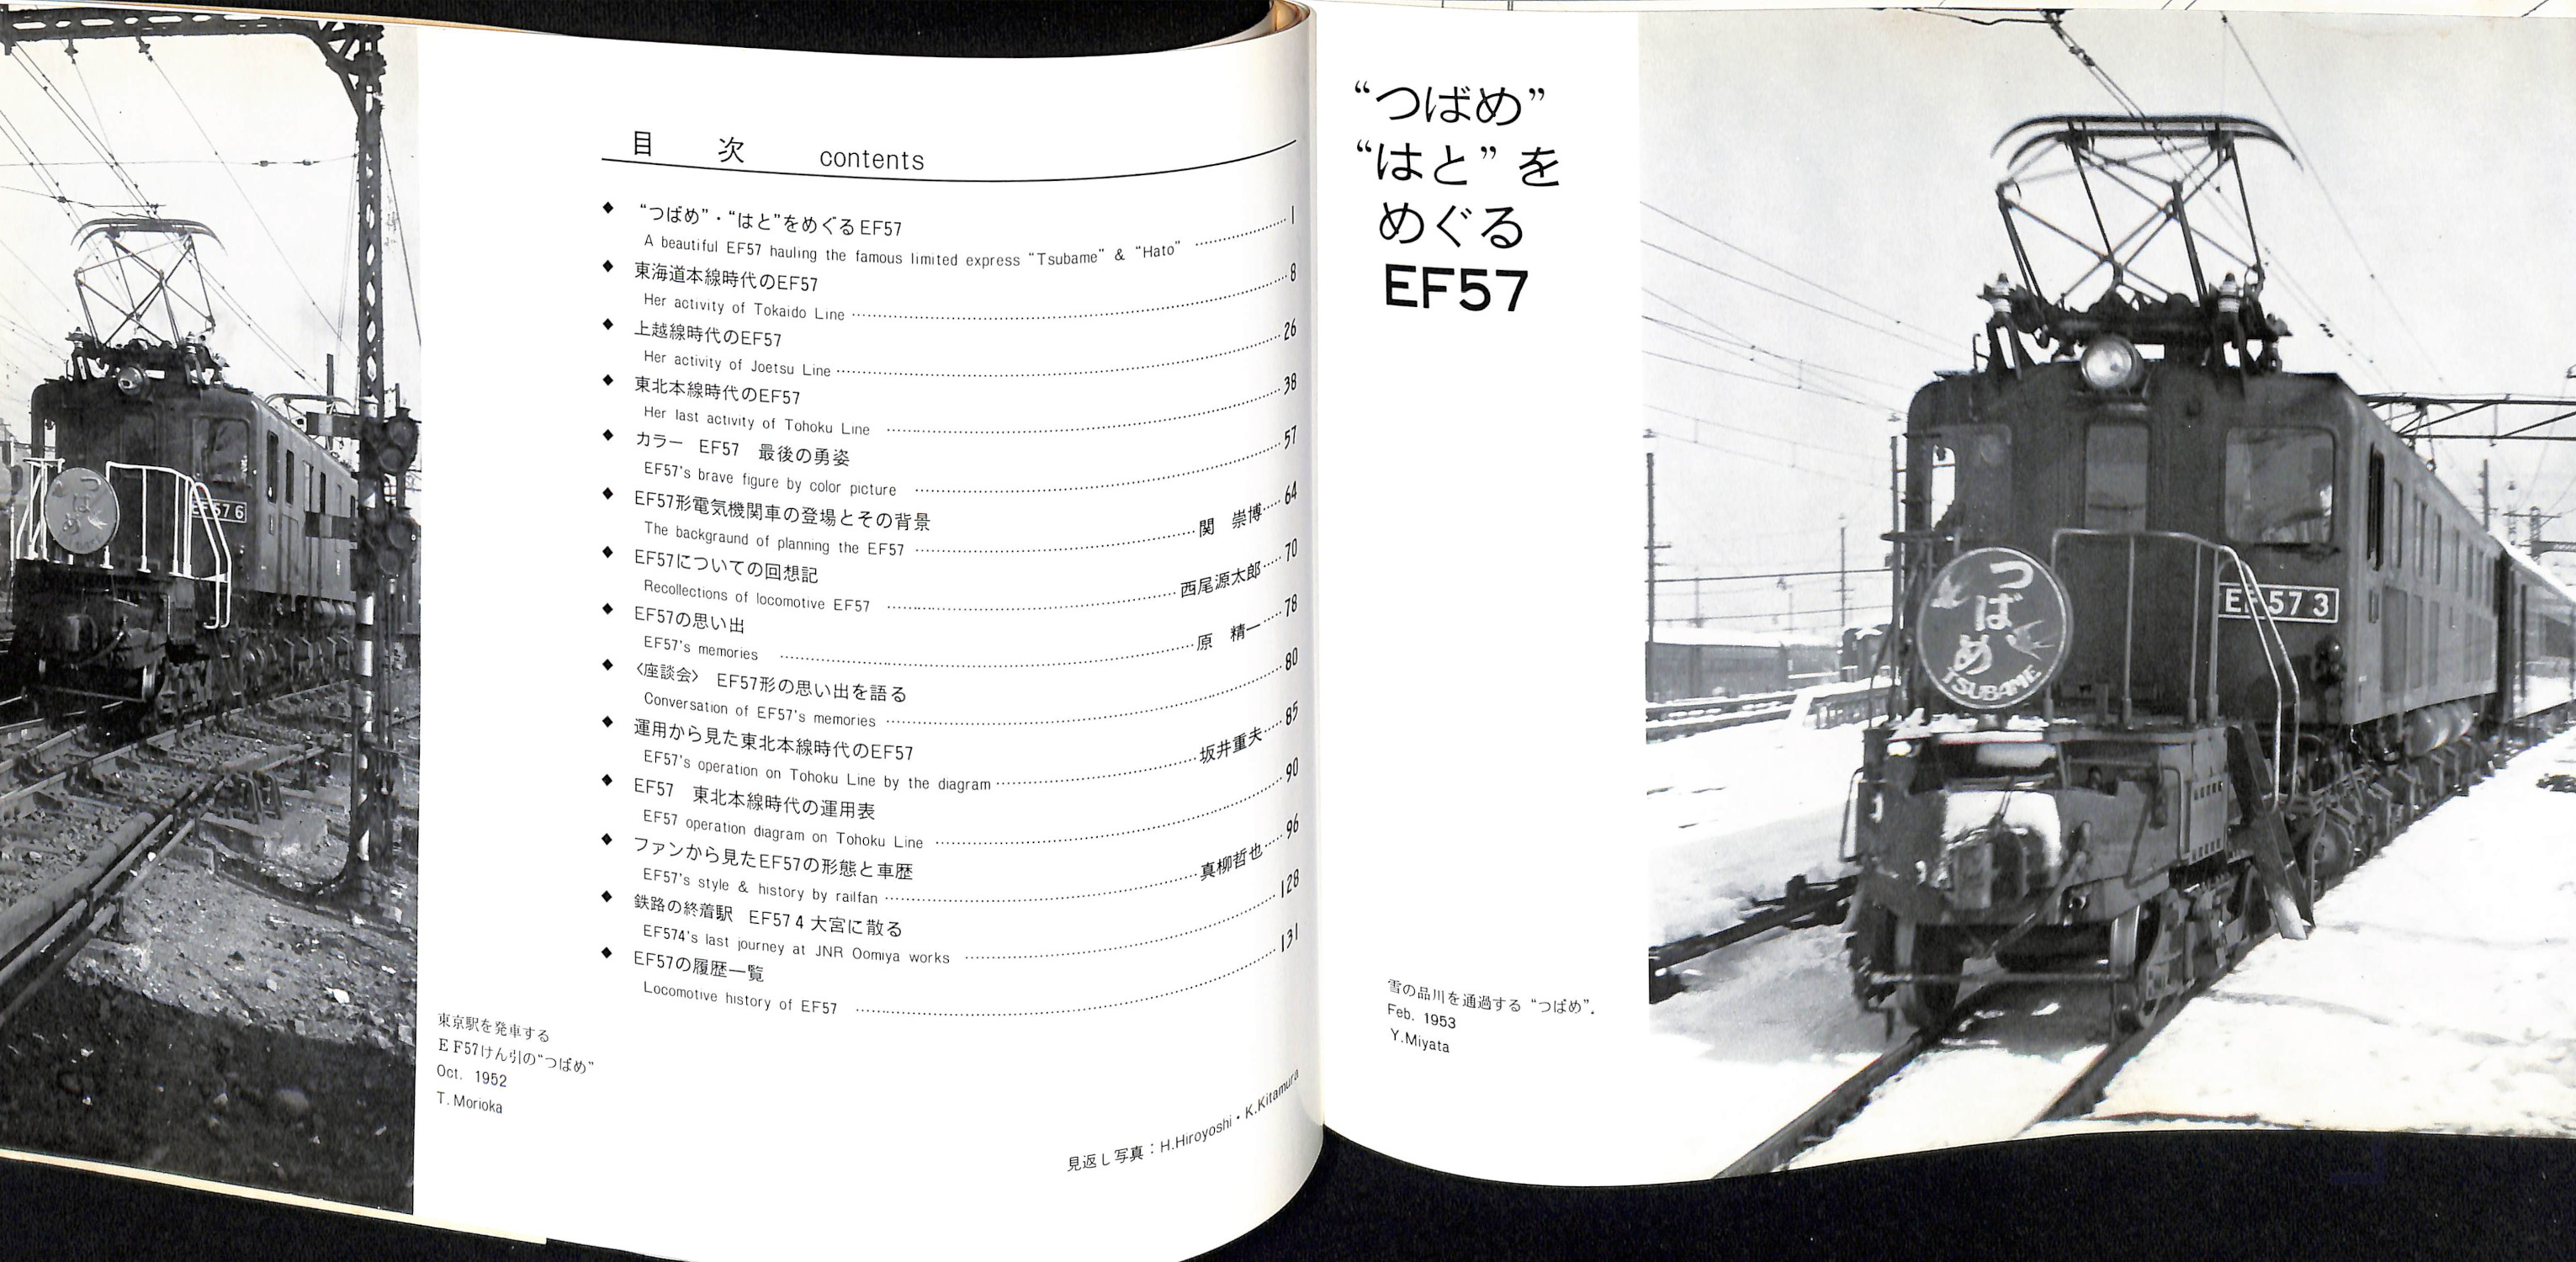 つばめ
EF57 6
東京駅を発車する
EF57けん引の“つばめ”
Oct. 1952
T. Morioka
目 次 contents
◆ “つばめ”・“はと”をめぐるEF57
A beautiful EF57 hauling the famous limited express “Tsubame” & “Hato” 1
◆ 東海道本線時代のEF57
Her activity of Tokaido Line 8
◆ 上越線時代のEF57
Her activity of Joetsu Line 26
◆ 東北本線時代のEF57
Her last activity of Tohoku Line 38
◆ カラー EF57 最後の勇姿
EF57's brave figure by color picture 57
◆ EF57形電気機関車の登場とその背景
The backgraund of planning the EF57 関 崇博 64
◆ EF57についての回想記
Recollections of locomotive EF57 西尾源太郎 70
◆ EF57の思い出
EF57's memories 原 精一 78
◆ 〈座談会〉 EF57形の思い出を語る
Conversation of EF57's memories 80
◆ 運用から見た東北本線時代のEF57
EF57's operation on Tohoku Line by the diagram 坂井重夫 85
◆ EF57 東北本線時代の運用表
EF57 operation diagram on Tohoku Line 90
◆ ファンから見たEF57の形態と車歴
EF57's style & history by railfan 真柳哲也 96
◆ 鉄路の終着駅 EF57 4 大宮に散る
EF574's last journey at JNR Oomiya works 128
◆ EF57の履歴一覧
Locomotive history of EF57 131
見返し写真：H.Hiroyoshi・K.Kitamura
“つばめ”
“はと”を
めぐる
EF57
雪の品川を通過する “つばめ”.
Feb. 1953
Y.Miyata
つばめ
TSUBAME
EF57 3